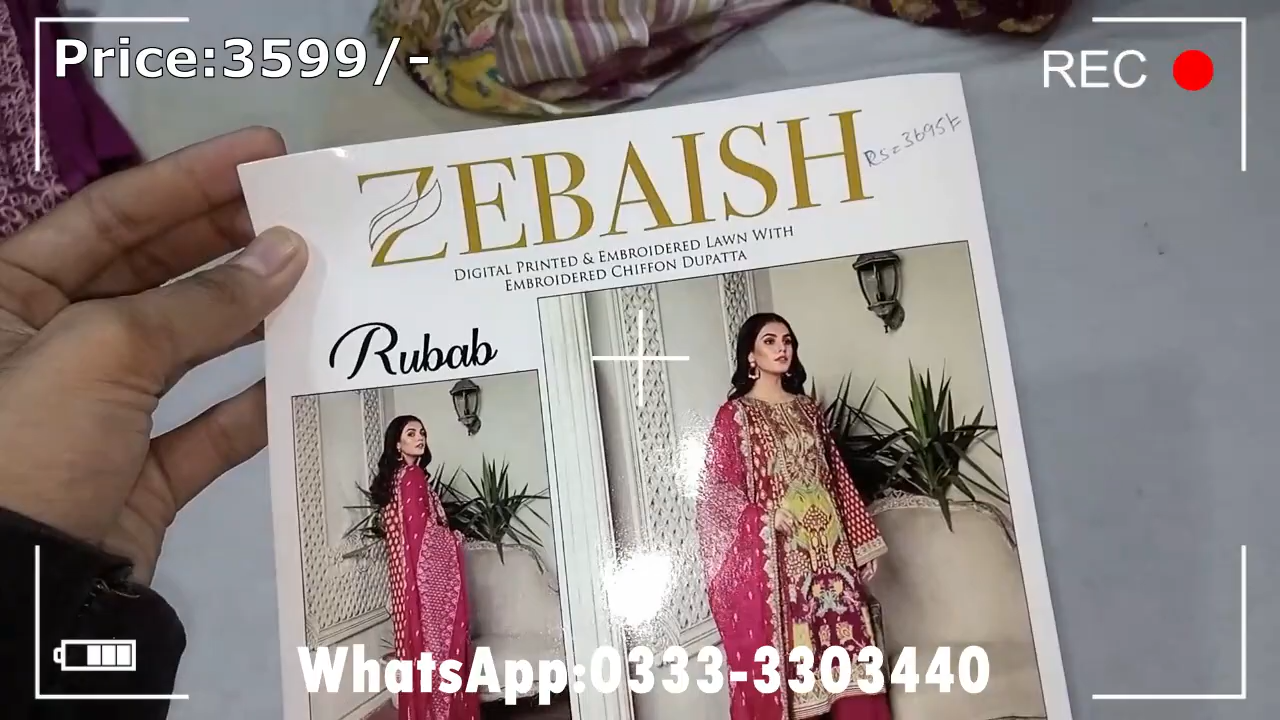 Price:3599/-
REC
ZEBAISH
Rs=3695/-
DIGITAL PRINTED & EMBROIDERED LAWN WITH
EMBROIDERED CHIFFON DUPATTA
Rubab
WhatsApp:0333-3303440